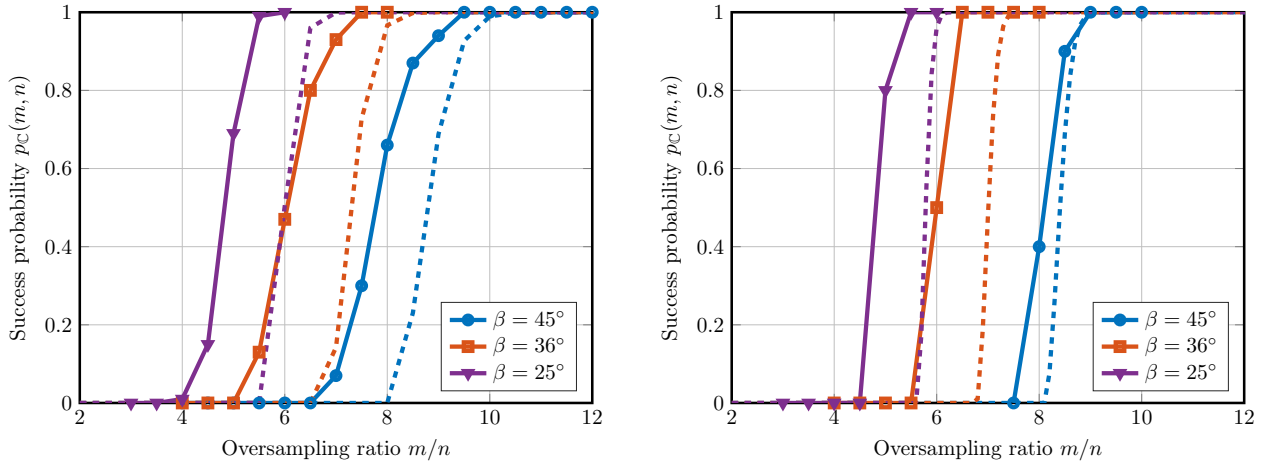 1
0.8
0.6
0.4
0.2
0
2
4
6
8
10
12
Success probability pℂ(m, n)
Oversampling ratio m/n
β = 45°
β = 36°
β = 25°
1
0.8
0.6
0.4
0.2
0
2
4
6
8
10
12
Success probability pℂ(m, n)
Oversampling ratio m/n
β = 45°
β = 36°
β = 25°